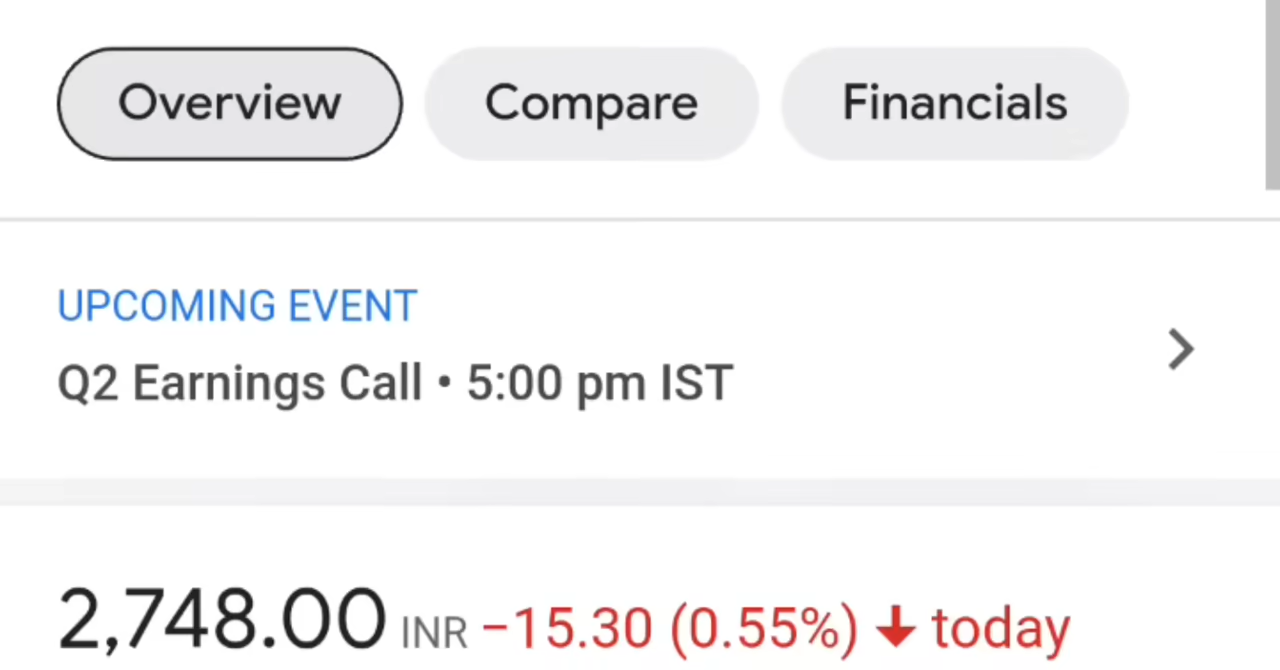 Overview Compare Financials
UPCOMING EVENT
Q2 Earnings Call • 5:00 pm IST
2,748.00 INR −15.30 (0.55%) ↓ today